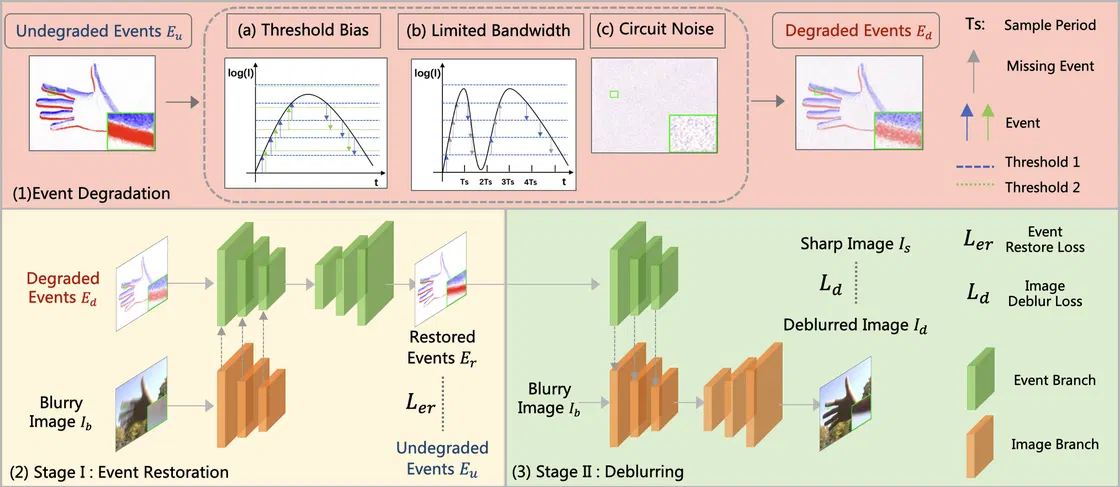 Undegraded Events E_u
(a) Threshold Bias
(b) Limited Bandwidth
(c) Circuit Noise
Degraded Events E_d
Ts: Sample Period
Missing Event
Event
Threshold 1
Threshold 2
log(I)
t
log(I)
Ts 2Ts 3Ts 4Ts
t
(1)Event Degradation
Degraded
Events E_d
Blurry
Image I_b
Restored
Events E_r
L_er
Undegraded
Events E_u
(2) Stage I : Event Restoration
Blurry
Image I_b
Sharp Image I_s
L_d
Deblurred Image I_d
(3) Stage II : Deblurring
L_er Event
Restore Loss
L_d Image
Deblur Loss
Event Branch
Image Branch